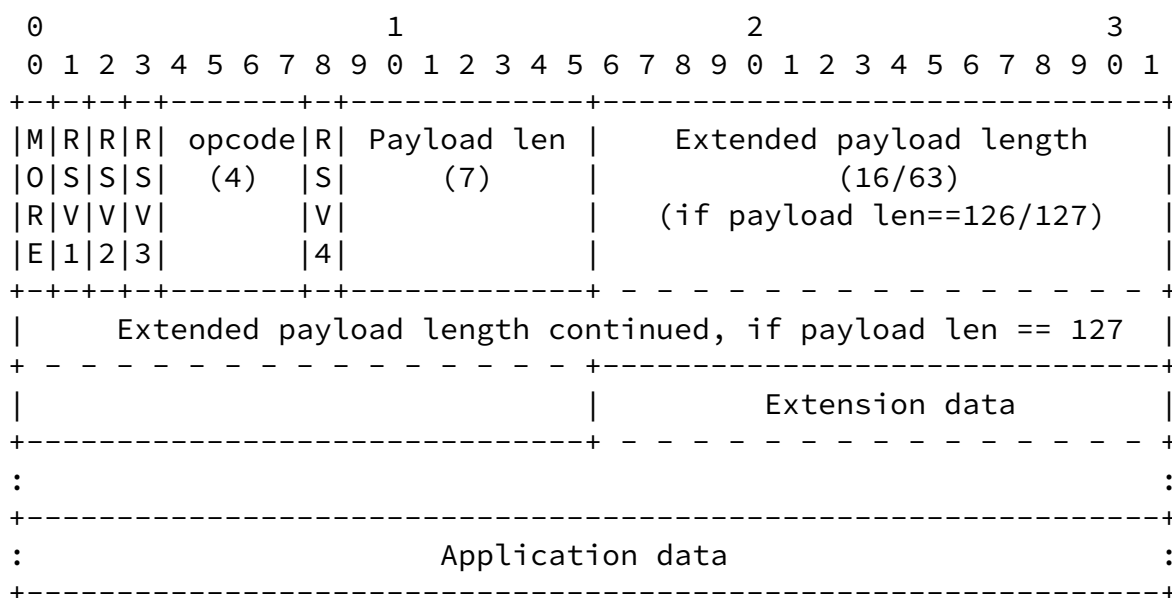 0                   1                   2                   3
0 1 2 3 4 5 6 7 8 9 0 1 2 3 4 5 6 7 8 9 0 1 2 3 4 5 6 7 8 9 0 1
+-+-+-+-+-------+-+-------------+-------------------------------+
|M|R|R|R| opcode|R| Payload len |    Extended payload length    |
|O|S|S|S|  (4)  |S|     (7)     |             (16/63)           |
|R|V|V|V|       |V|             |   (if payload len==126/127)   |
|E|1|2|3|       |4|             |                               |
+-+-+-+-+-------+-+-------------+ - - - - - - - - - - - - - - - +
|     Extended payload length continued, if payload len == 127  |
+ - - - - - - - - - - - - - - - +-------------------------------+
|                               |         Extension data        |
+-------------------------------+ - - - - - - - - - - - - - - - +
:                                                               :
+---------------------------------------------------------------+
:                       Application data                        :
+---------------------------------------------------------------+